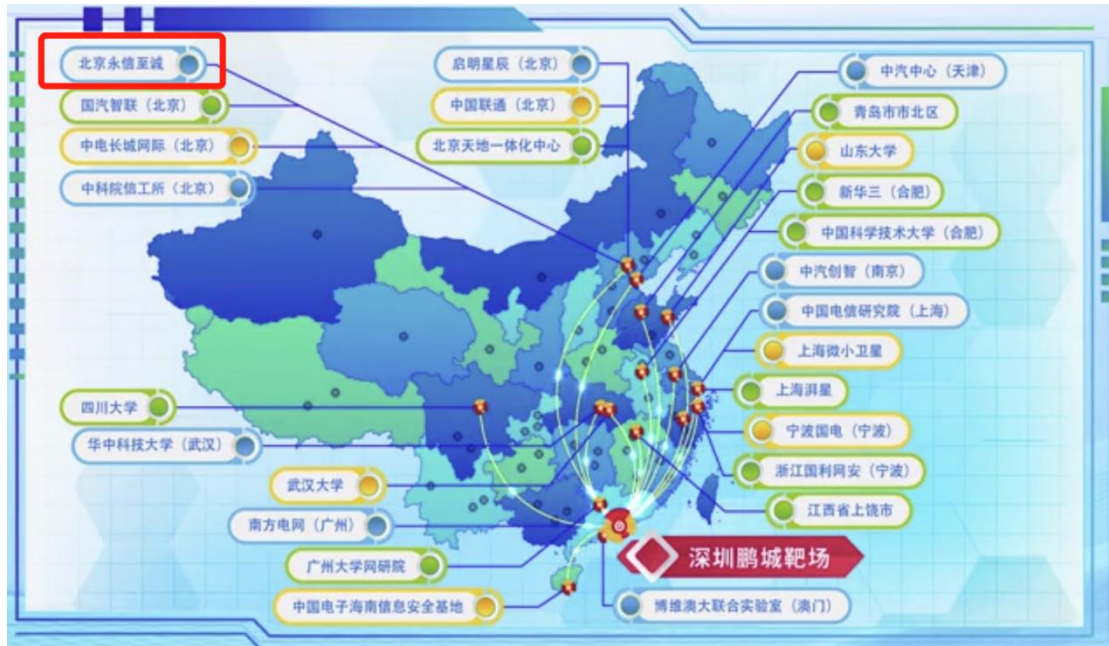 北京永信至诚
国汽智联（北京）
中电长城网际（北京）
中科院信工所（北京）
启明星辰（北京）
中国联通（北京）
北京天地一体化中心
中汽中心（天津）
青岛市市北区
山东大学
新华三（合肥）
中国科学技术大学（合肥）
中汽创智（南京）
中国电信研究院（上海）
上海微小卫星
上海湃星
宁波国电（宁波）
浙江国利网安（宁波）
江西省上饶市
四川大学
华中科技大学（武汉）
武汉大学
南方电网（广州）
广州大学网研院
中国电子海南信息安全基地
深圳鹏城靶场
博维澳大联合实验室（澳门）